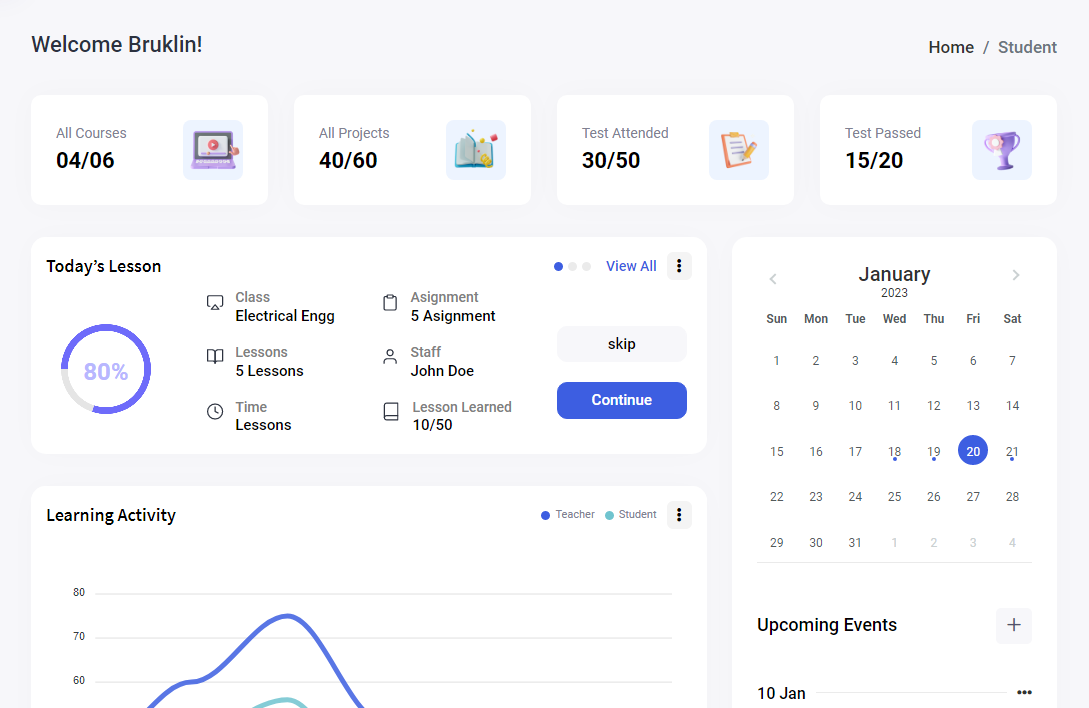 Welcome Bruklin!
Home / Student
All Courses
04/06
All Projects
40/60
Test Attended
30/50
Test Passed
15/20
Today’s Lesson
View All
80%
Class
Electrical Engg
Lessons
5 Lessons
Time
Lessons
Asignment
5 Asignment
Staff
John Doe
Lesson Learned
10/50
skip
Continue
January
2023
Sun Mon Tue Wed Thu Fri Sat
1 2 3 4 5 6 7
8 9 10 11 12 13 14
15 16 17 18 19 20 21
22 23 24 25 26 27 28
29 30 31 1 2 3 4
Learning Activity
Teacher Student
80
70
60
Upcoming Events
10 Jan